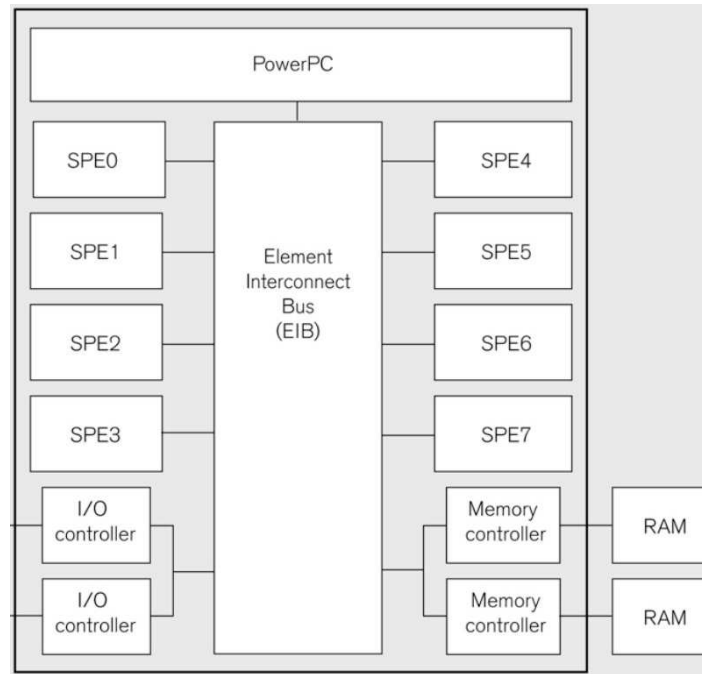 PowerPC
SPE0
SPE4
SPE1
SPE5
Element
Interconnect
Bus
(EIB)
SPE2
SPE6
SPE3
SPE7
I/O
controller
Memory
controller
RAM
I/O
controller
Memory
controller
RAM